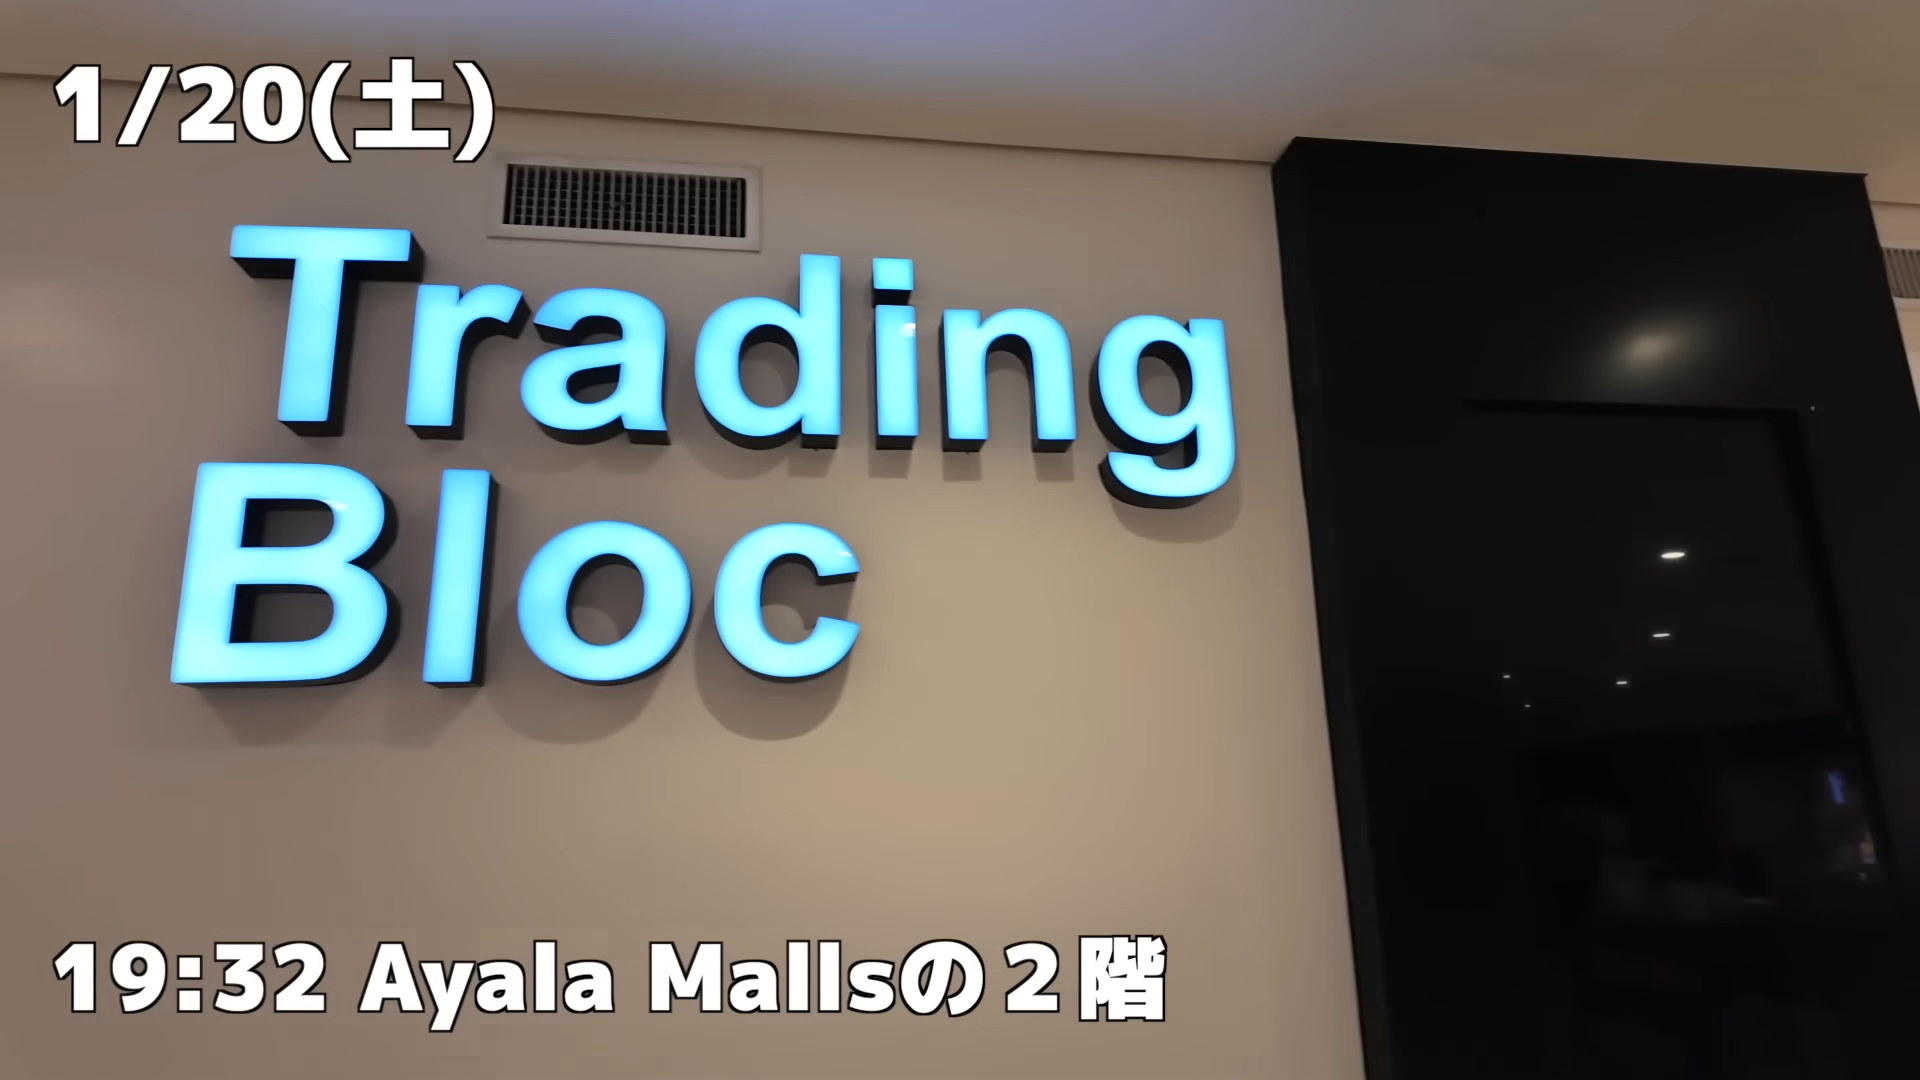 1/20(土)
Trading
Bloc
19:32 Ayala Mallsの２階